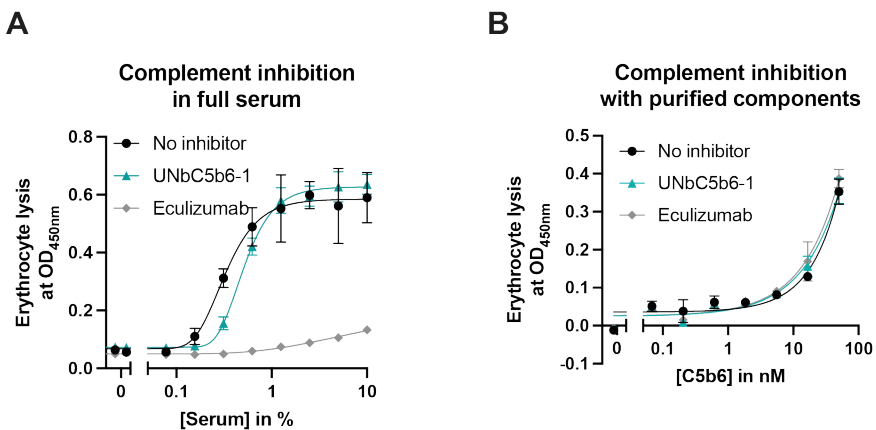 A
Complement inhibition
in full serum
Erythrocyte lysis
at OD450nm
0.8
0.6
0.4
0.2
0.0
No inhibitor
UNbC5b6-1
Eculizumab
0
0.1
1
10
[Serum] in %
B
Complement inhibition
with purified components
Erythrocyte lysis
at OD450nm
0.5
0.4
0.3
0.2
0.1
0.0
-0.1
No inhibitor
UNbC5b6-1
Eculizumab
0
0.1
1
10
100
[C5b6] in nM